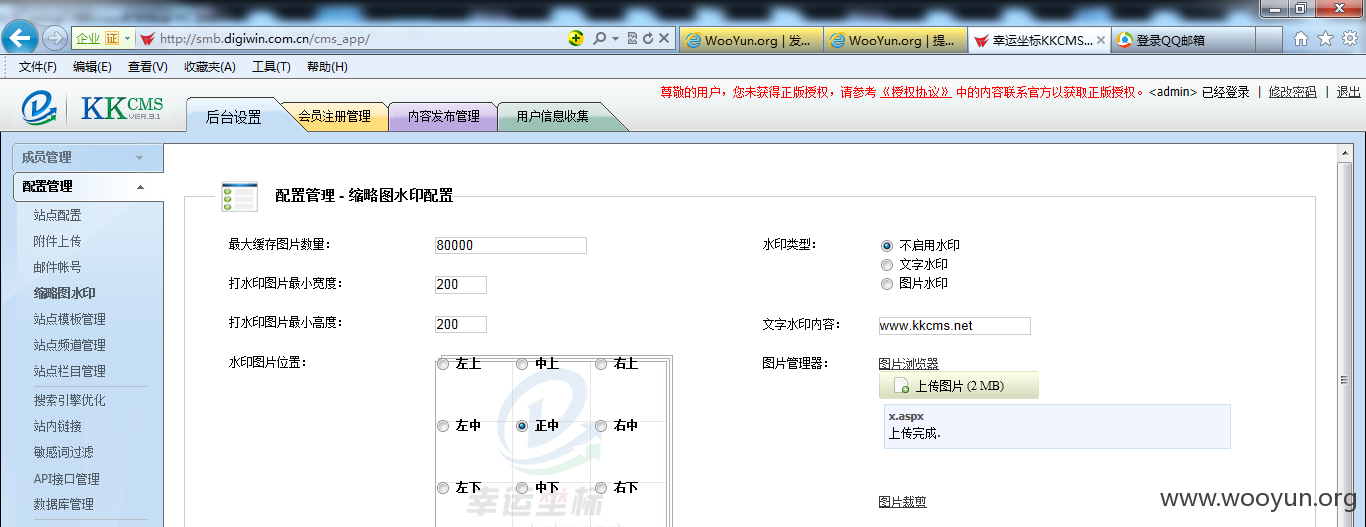 企业 证 http://smb.digiwin.com.cn/cms_app/ WooYun.org | 发... WooYun.org | 提... 幸运坐标KKCMS... 登录QQ邮箱
文件(F) 编辑(E) 查看(V) 收藏夹(A) 工具(T) 帮助(H)
尊敬的用户，您未获得正版授权，请参考《授权协议》中的内容联系官方以获取正版授权。<admin> 已经登录 | 修改密码 | 退出
KKCMS
VER.3.1
后台设置 会员注册管理 内容发布管理 用户信息收集
成员管理
配置管理
站点配置
附件上传
邮件帐号
缩略图水印
站点模板管理
站点频道管理
站点栏目管理
搜索引擎优化
站内链接
敏感词过滤
API接口管理
数据库管理
配置管理 - 缩略图水印配置
最大缓存图片数量： 80000
打水印图片最小宽度： 200
打水印图片最小高度： 200
水印图片位置：
左上 中上 右上
左中 正中 右中
左下 中下 右下
幸运坐标
水印类型： 不启用水印
文字水印
图片水印
文字水印内容： www.kkcms.net
图片管理器： 图片浏览器
上传图片 (2 MB)
x.aspx
上传完成.
图片裁剪
www.wooyun.org